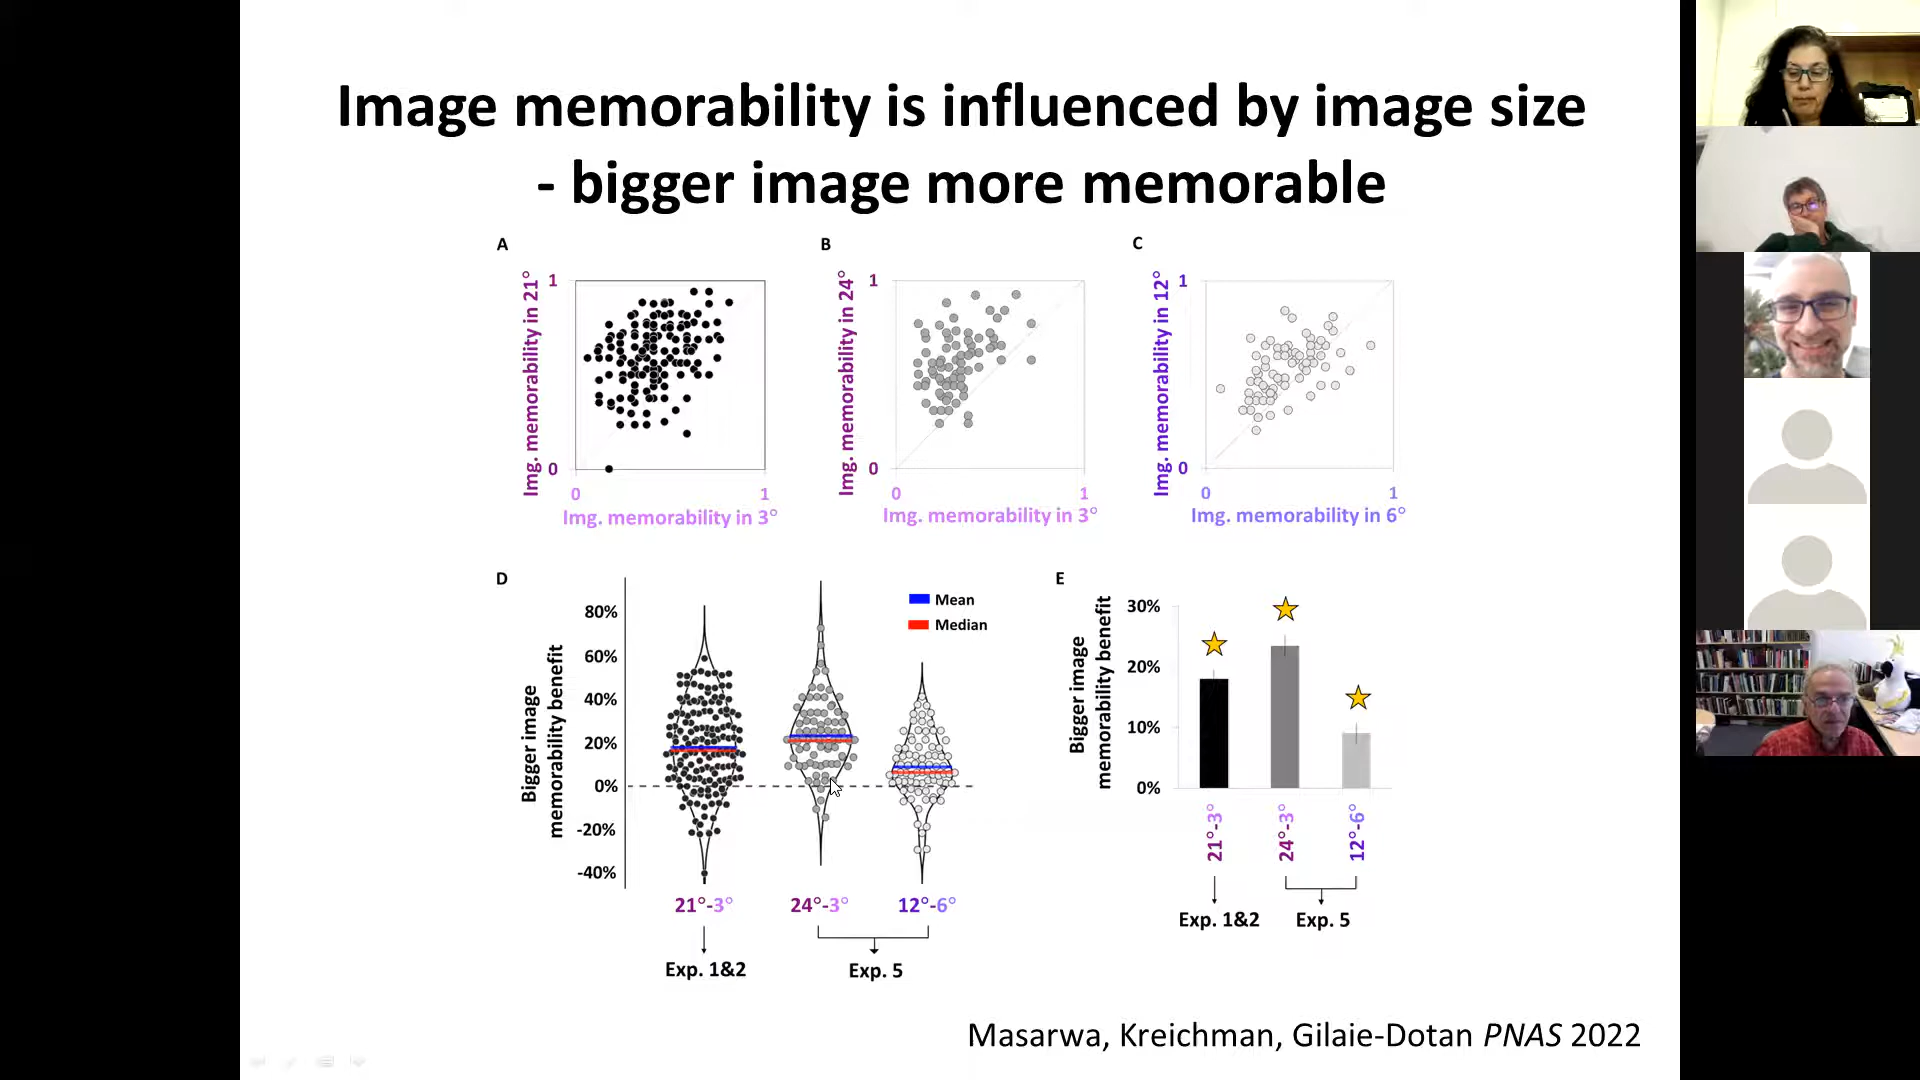 Image memorability is influenced by image size
- bigger image more memorable
A
Img. memorability in 21°
1
0
0
1
Img. memorability in 3°
B
Img. memorability in 24°
1
0
0
1
Img. memorability in 3°
C
Img. memorability in 12°
1
0
0
1
Img. memorability in 6°
D
Bigger image
memorability benefit
80%
60%
40%
20%
0%
-20%
-40%
Mean
Median
21°-3°
24°-3°
12°-6°
Exp. 1&2
Exp. 5
E
Bigger image
memorability benefit
30%
20%
10%
0%
21°-3°
24°-3°
12°-6°
Exp. 1&2
Exp. 5
Masarwa, Kreichman, Gilaie-Dotan PNAS 2022